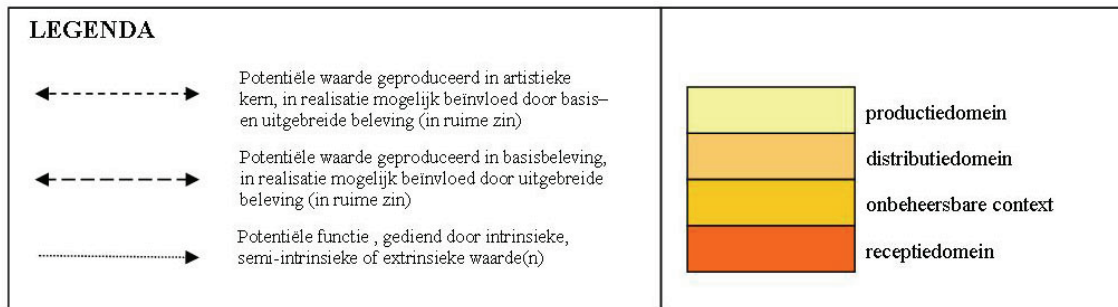 LEGENDA
Potentiële waarde geproduceerd in artistieke
kern, in realisatie mogelijk beïnvloed door basis–
en uitgebreide beleving (in ruime zin)
Potentiële waarde geproduceerd in basisbeleving,
in realisatie mogelijk beïnvloed door uitgebreide
beleving (in ruime zin)
Potentiële functie , gediend door intrinsieke,
semi-intrinsieke of extrinsieke waarde(n)
productiedomein
distributiedomein
onbeheersbare context
receptiedomein